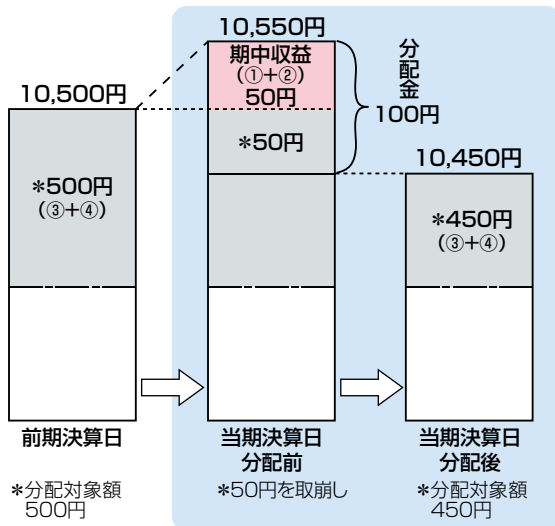 10,500円
*500円
(③+④)
前期決算日
*分配対象額
500円
10,550円
期中収益
(①+②)
50円
*50円
分配金
100円
当期決算日
分配前
*50円を取崩し
10,450円
*450円
(③+④)
当期決算日
分配後
*分配対象額
450円